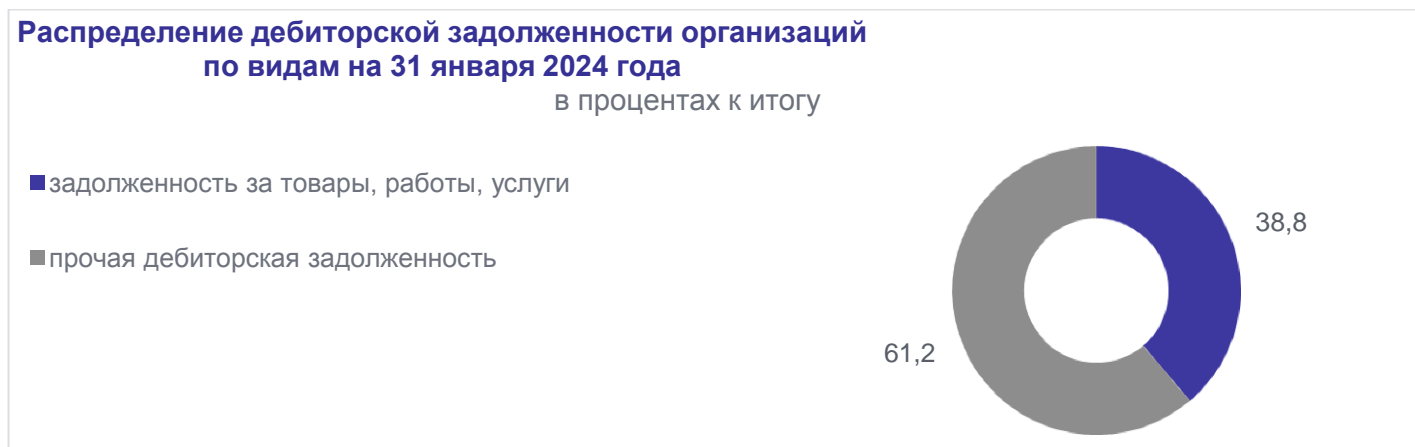 Распределение дебиторской задолженности организаций
по видам на 31 января 2024 года
в процентах к итогу
задолженность за товары, работы, услуги
прочая дебиторская задолженность
38,8
61,2